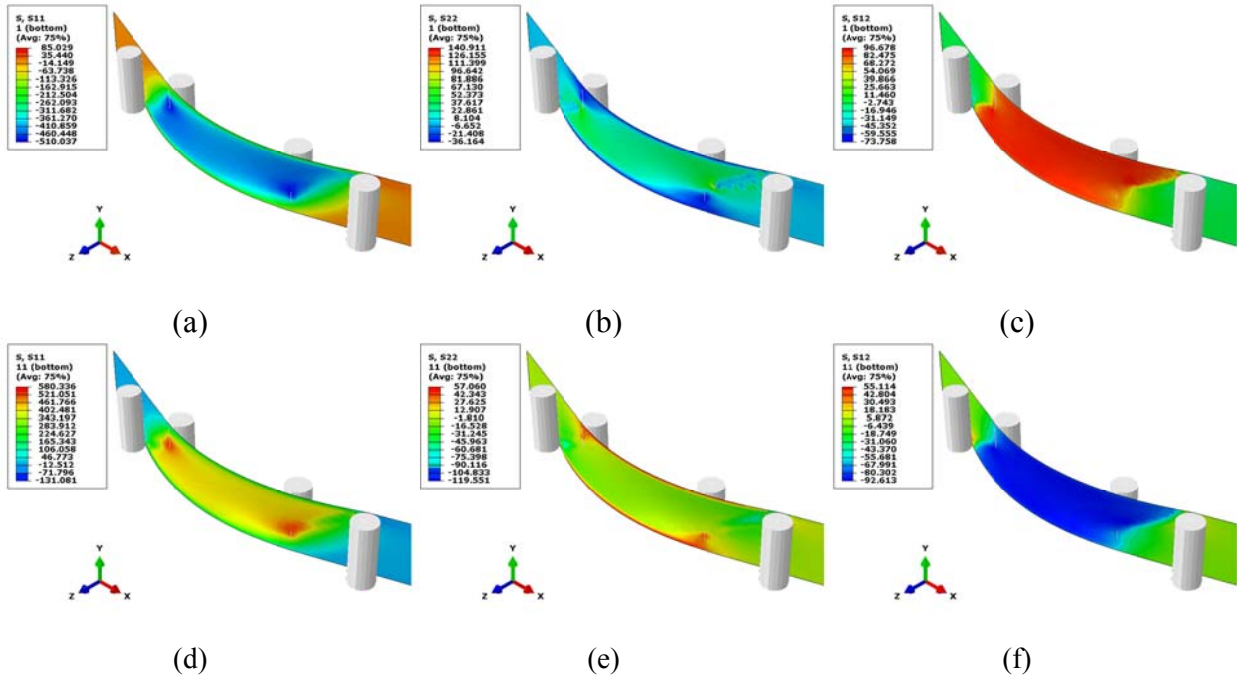 S, S11
1 (bottom)
(Avg: 75%)
85.029
35.440
-14.149
-63.738
-113.326
-162.915
-212.504
-262.093
-311.682
-361.270
-410.859
-460.448
-510.037
Y
Z
X
(a)
S, S22
1 (bottom)
(Avg: 75%)
140.911
126.155
111.399
96.642
81.886
67.130
52.373
37.617
22.861
8.104
-6.652
-21.408
-36.164
Y
Z
X
(b)
S, S12
1 (bottom)
(Avg: 75%)
96.678
82.475
68.272
54.069
39.866
25.663
11.460
-2.743
-16.946
-31.149
-45.352
-59.555
-73.758
Y
Z
X
(c)
S, S11
11 (bottom)
(Avg: 75%)
580.336
521.051
461.766
402.481
343.197
283.912
224.627
165.343
106.058
46.773
-12.512
-71.796
-131.081
Y
Z
X
(d)
S, S22
11 (bottom)
(Avg: 75%)
57.060
42.343
27.625
12.907
-1.810
-16.528
-31.245
-45.963
-60.681
-75.398
-90.116
-104.833
-119.551
Y
Z
X
(e)
S, S12
11 (bottom)
(Avg: 75%)
55.114
42.804
30.493
18.183
5.872
-6.439
-18.749
-31.060
-43.370
-55.681
-67.991
-80.302
-92.613
Y
Z
X
(f)